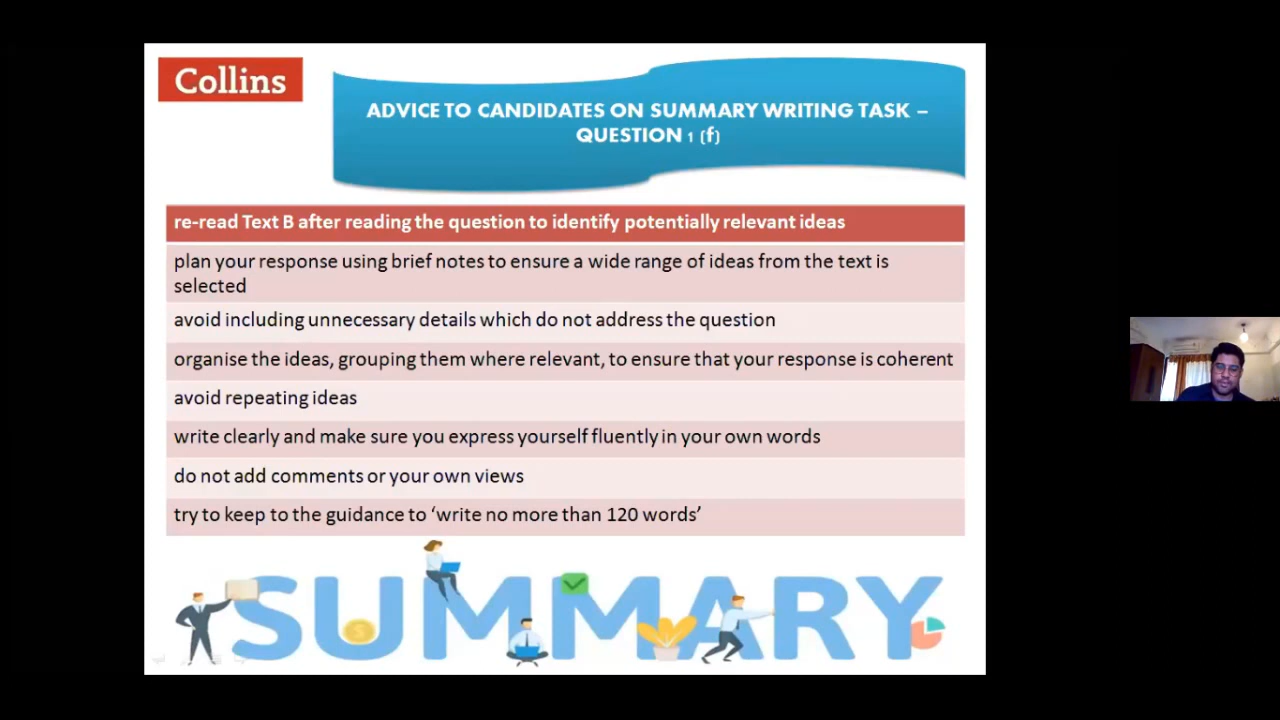 Collins
ADVICE TO CANDIDATES ON SUMMARY WRITING TASK –
QUESTION 1 (f)
re-read Text B after reading the question to identify potentially relevant ideas
plan your response using brief notes to ensure a wide range of ideas from the text is
selected
avoid including unnecessary details which do not address the question
organise the ideas, grouping them where relevant, to ensure that your response is coherent
avoid repeating ideas
write clearly and make sure you express yourself fluently in your own words
do not add comments or your own views
try to keep to the guidance to ‘write no more than 120 words’
SUMMARY